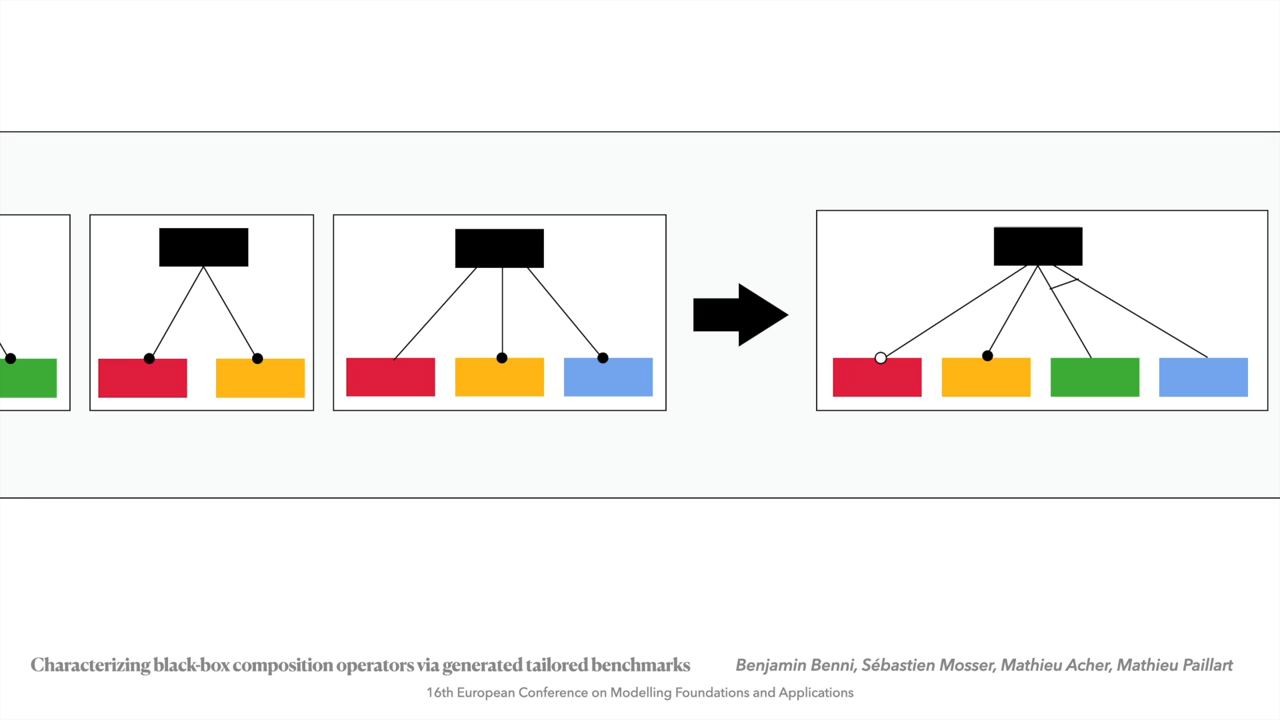 Characterizing black-box composition operators via generated tailored benchmarks
Benjamin Benni, Sébastien Mosser, Mathieu Acher, Mathieu Paillart
16th European Conference on Modelling Foundations and Applications